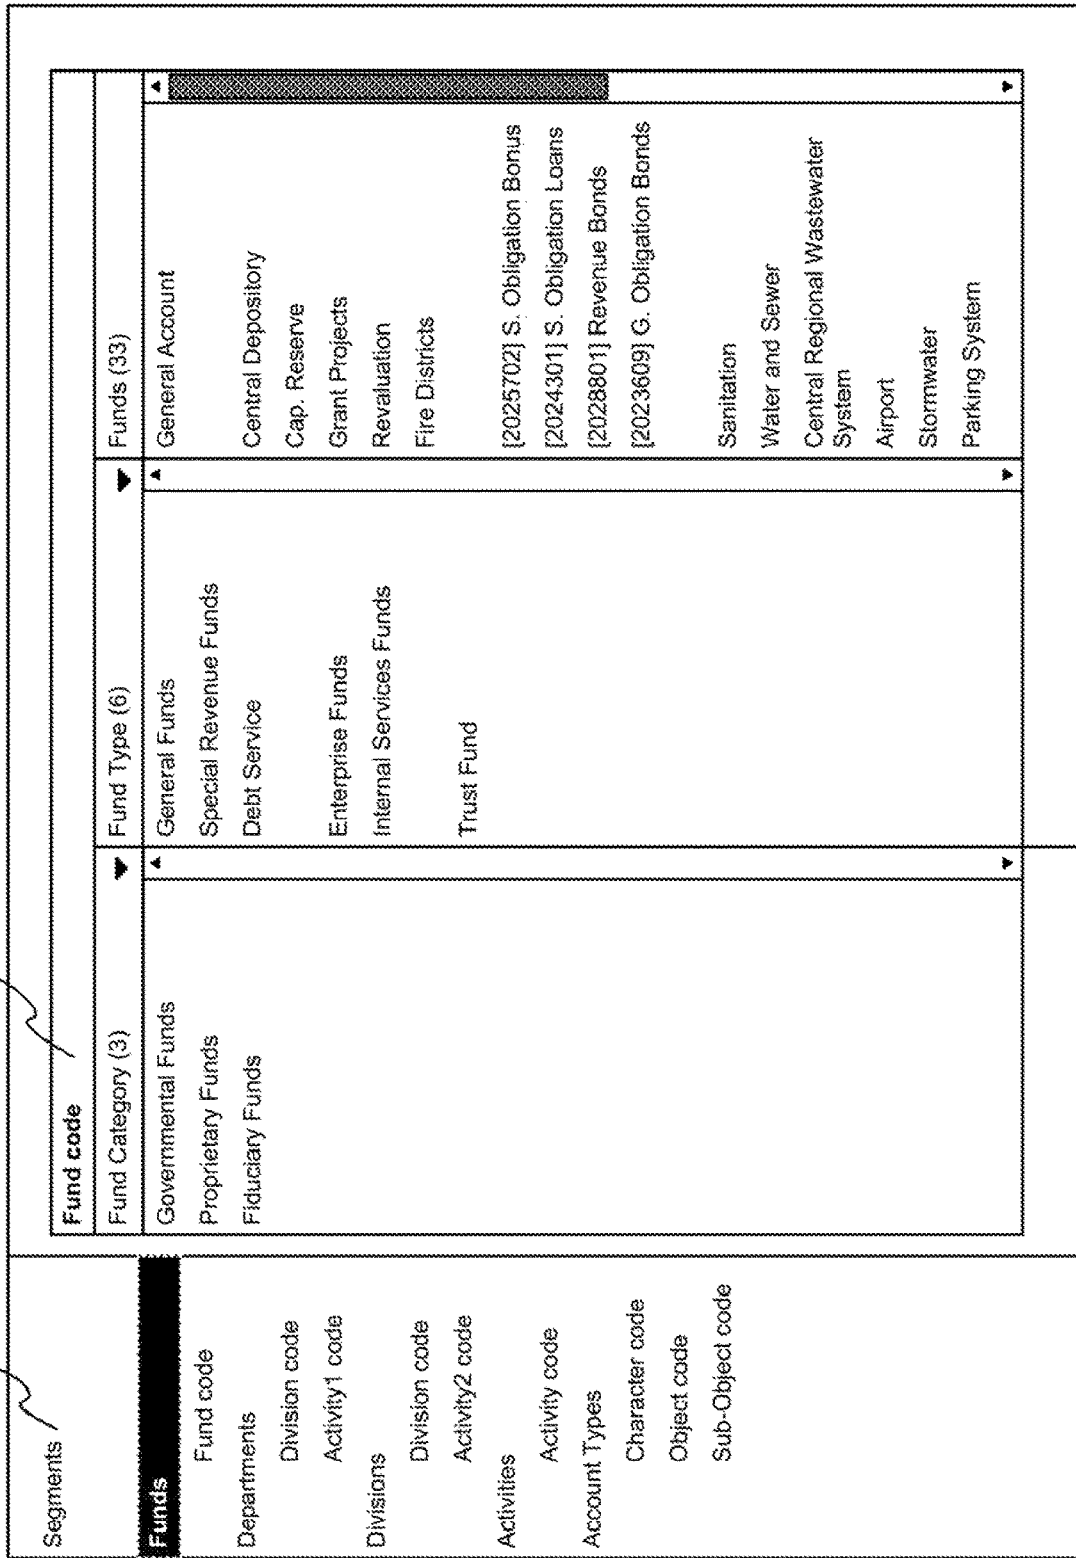 Segments
Funds
Fund code
Departments
Division code
Activity1 code
Divisions
Division code
Activity2 code
Activities
Activity code
Account Types
Character code
Object code
Sub-Object code
Fund code
Fund Category (3)
Governmental Funds
Proprietary Funds
Fiduciary Funds
Fund Type (6)
General Funds
Special Revenue Funds
Debt Service
Enterprise Funds
Internal Services Funds
Trust Fund
Funds (33)
General Account
Central Depository
Cap. Reserve
Grant Projects
Revaluation
Fire Districts
[2025702] S. Obligation Bonus
[2024301] S. Obligation Loans
[2028801] Revenue Bonds
[2023609] G. Obligation Bonds
Sanitation
Water and Sewer
Central Regional Wastewater
System
Airport
Stormwater
Parking System